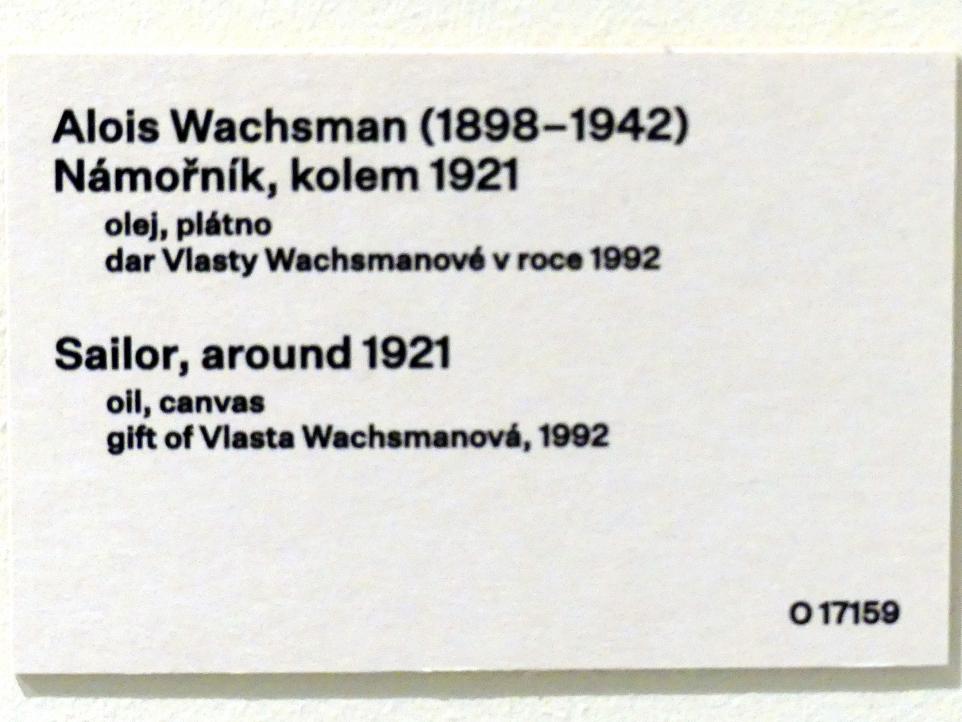 Alois Wachsman (1898–1942)
Námořník, kolem 1921
olej, plátno
dar Vlasty Wachsmanové v roce 1992
Sailor, around 1921
oil, canvas
gift of Vlasta Wachsmanová, 1992
O 17159